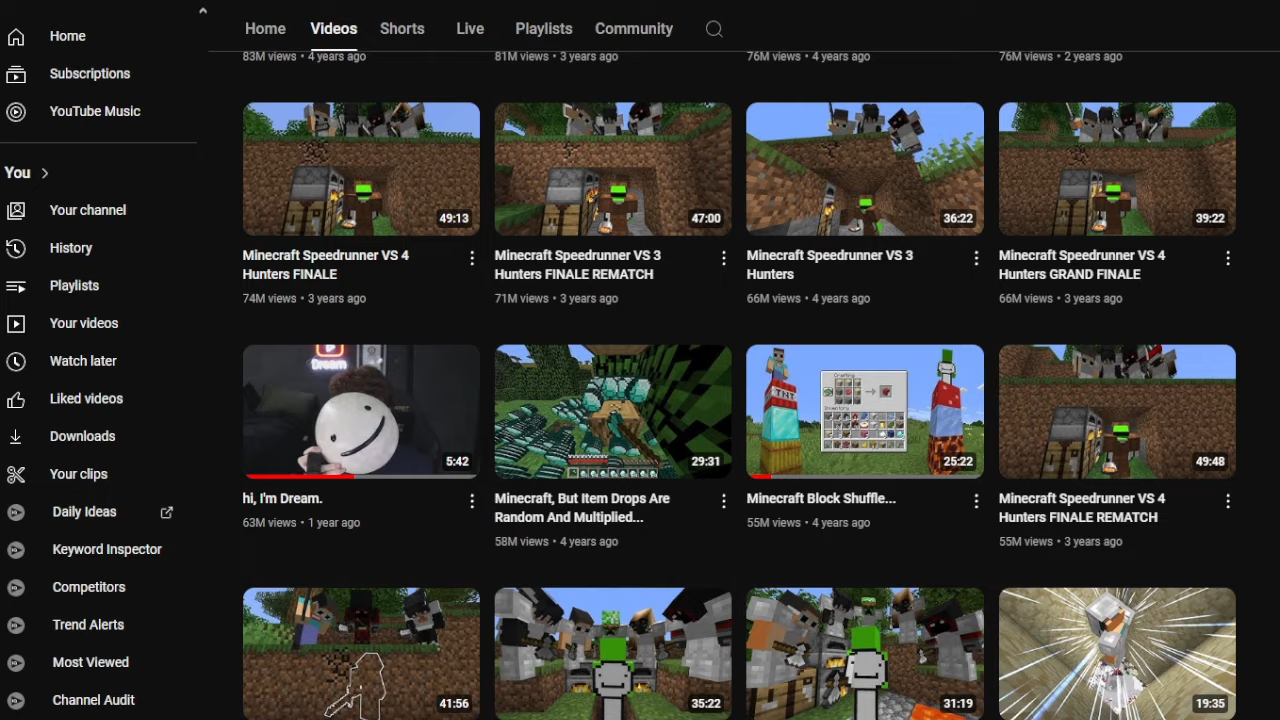 Home
Subscriptions
YouTube Music
You
Your channel
History
Playlists
Your videos
Watch later
Liked videos
Downloads
Your clips
Daily Ideas
Keyword Inspector
Competitors
Trend Alerts
Most Viewed
Channel Audit
Home Videos Shorts Live Playlists Community
83M views • 4 years ago
81M views • 3 years ago
76M views • 4 years ago
76M views • 2 years ago
49:13
Minecraft Speedrunner VS 4
Hunters FINALE
74M views • 3 years ago
47:00
Minecraft Speedrunner VS 3
Hunters FINALE REMATCH
71M views • 3 years ago
36:22
Minecraft Speedrunner VS 3
Hunters
66M views • 4 years ago
39:22
Minecraft Speedrunner VS 4
Hunters GRAND FINALE
66M views • 3 years ago
Dream
5:42
hi, I'm Dream.
63M views • 1 year ago
29:31
Minecraft, But Item Drops Are
Random And Multiplied...
58M views • 4 years ago
Crafting
TNT
Inventory
25:22
Minecraft Block Shuffle...
55M views • 4 years ago
49:48
Minecraft Speedrunner VS 4
Hunters FINALE REMATCH
55M views • 3 years ago
41:56
35:22
31:19
19:35